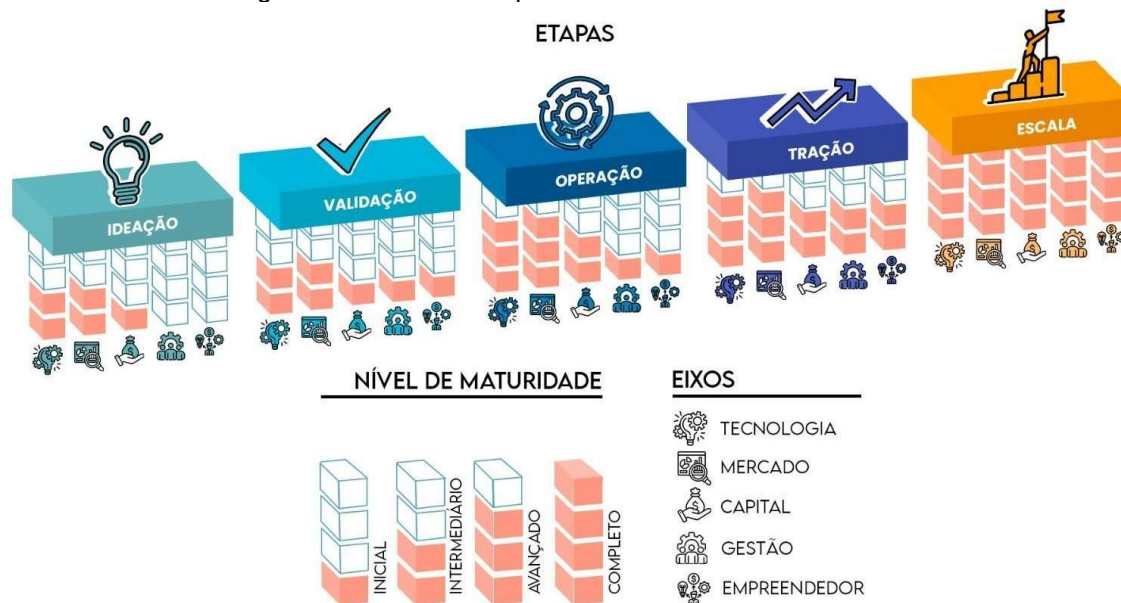 ETAPAS
IDEAÇÃO
VALIDAÇÃO
OPERAÇÃO
TRAÇÃO
ESCALA
NÍVEL DE MATURIDADE
INICIAL
INTERMEDIÁRIO
AVANÇADO
COMPLETO
EIXOS
TECNOLOGIA
MERCADO
CAPITAL
GESTÃO
EMPREENDEDOR